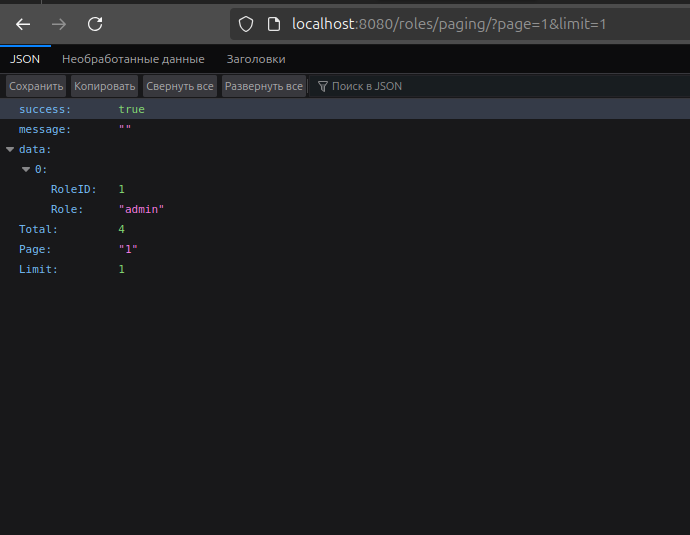 localhost:8080/roles/paging/?page=1&limit=1
JSON Необработанные данные Заголовки
Сохранить Копировать Свернуть все Развернуть все Поиск в JSON
success: true
message: ""
data:
0:
RoleID: 1
Role: "admin"
Total: 4
Page: "1"
Limit: 1